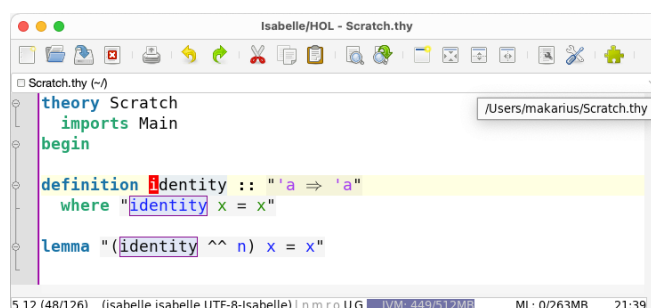 Isabelle/HOL - Scratch.thy
Scratch.thy (~/)
theory Scratch
/Users/makarius/Scratch.thy
imports Main
begin
definition identity :: "'a ⇒ 'a"
where "identity x = x"
lemma "(identity ^^ n) x = x"
5,12 (48/126) (isabelle,isabelle,UTF-8-Isabelle) | n m r o U G JVM: 449/512MB ML: 0/263MB 21:39